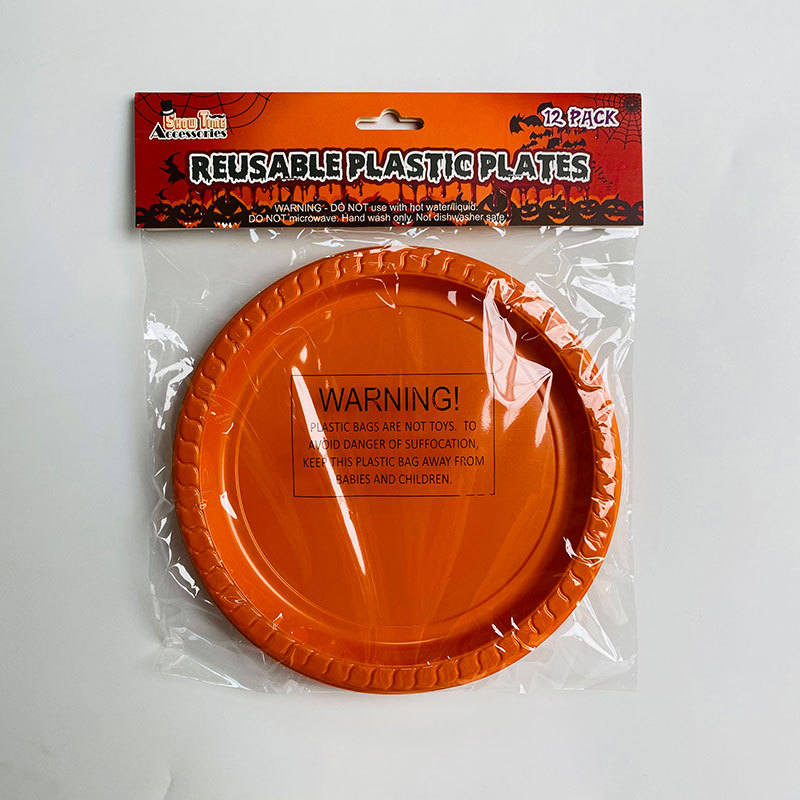 Show Time
Accessories
12 PACK
REUSABLE PLASTIC PLATES
WARNING - DO NOT use with hot water/liquid.
DO NOT microwave. Hand wash only. Not dishwasher safe.
WARNING!
PLASTIC BAGS ARE NOT TOYS. TO
AVOID DANGER OF SUFFOCATION,
KEEP THIS PLASTIC BAG AWAY FROM
BABIES AND CHILDREN.